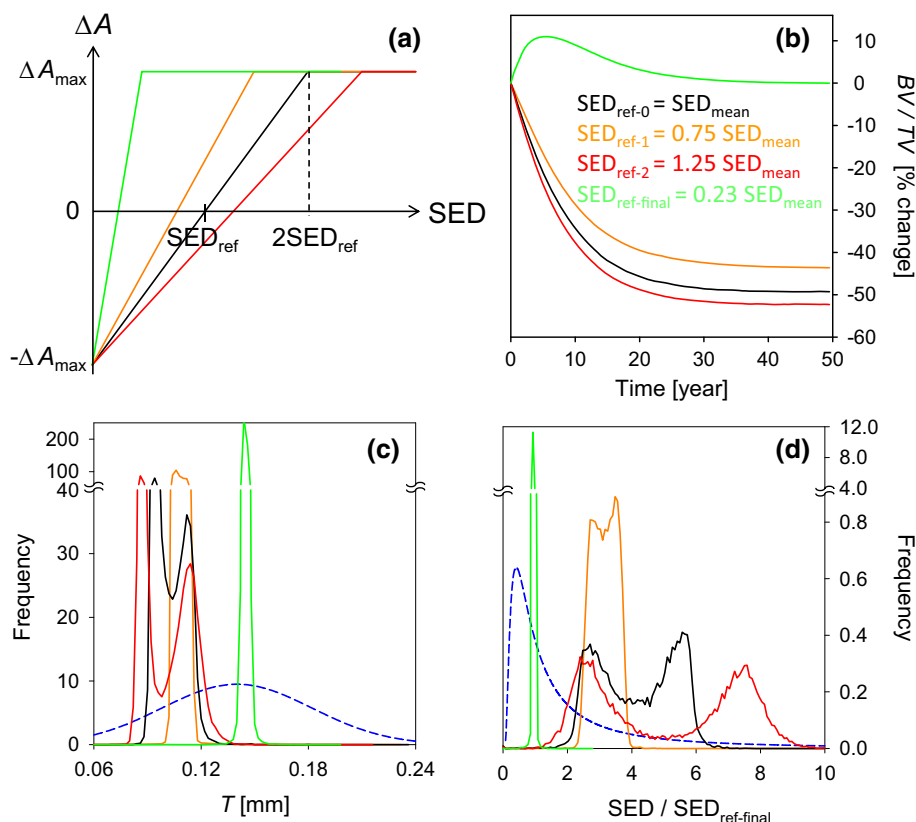 ΔA
(a)
ΔAmax
0
SED
SEDref
2SEDref
-ΔAmax
(b)
10
0
-10
-20
-30
-40
-50
-60
BV / TV
[% change]
SEDref-0 = SEDmean
SEDref-1 = 0.75 SEDmean
SEDref-2 = 1.25 SEDmean
SEDref-final = 0.23 SEDmean
0 10 20 30 40 50
Time [year]
(c)
200
100
40
30
20
10
0
Frequency
0.06 0.12 0.18 0.24
T [mm]
(d)
12.0
8.0
4.0
0.8
0.6
0.4
0.2
0.0
Frequency
0 2 4 6 8 10
SED / SEDref-final